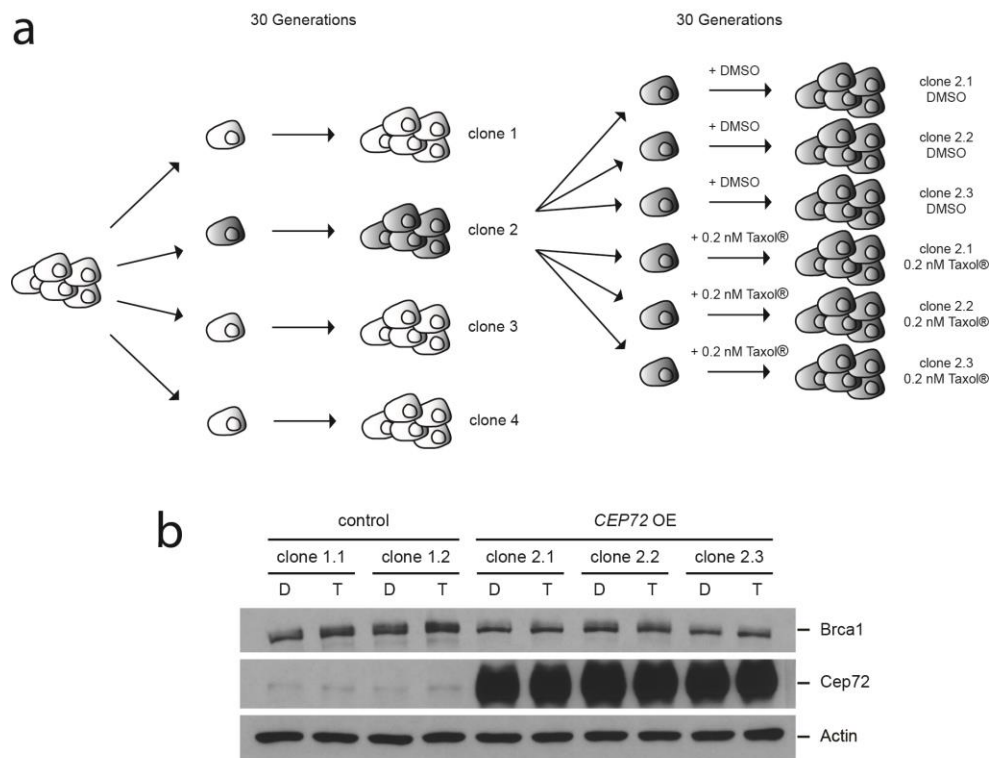 a
30 Generations
30 Generations
+ DMSO
clone 2.1
DMSO
clone 1
+ DMSO
clone 2.2
DMSO
+ DMSO
clone 2.3
DMSO
clone 2
+ 0.2 nM Taxol®
clone 2.1
0.2 nM Taxol®
+ 0.2 nM Taxol®
clone 2.2
0.2 nM Taxol®
clone 3
+ 0.2 nM Taxol®
clone 2.3
0.2 nM Taxol®
clone 4
b
control CEP72 OE
clone 1.1 clone 1.2 clone 2.1 clone 2.2 clone 2.3
D T D T D T D T D T
Brca1
Cep72
Actin